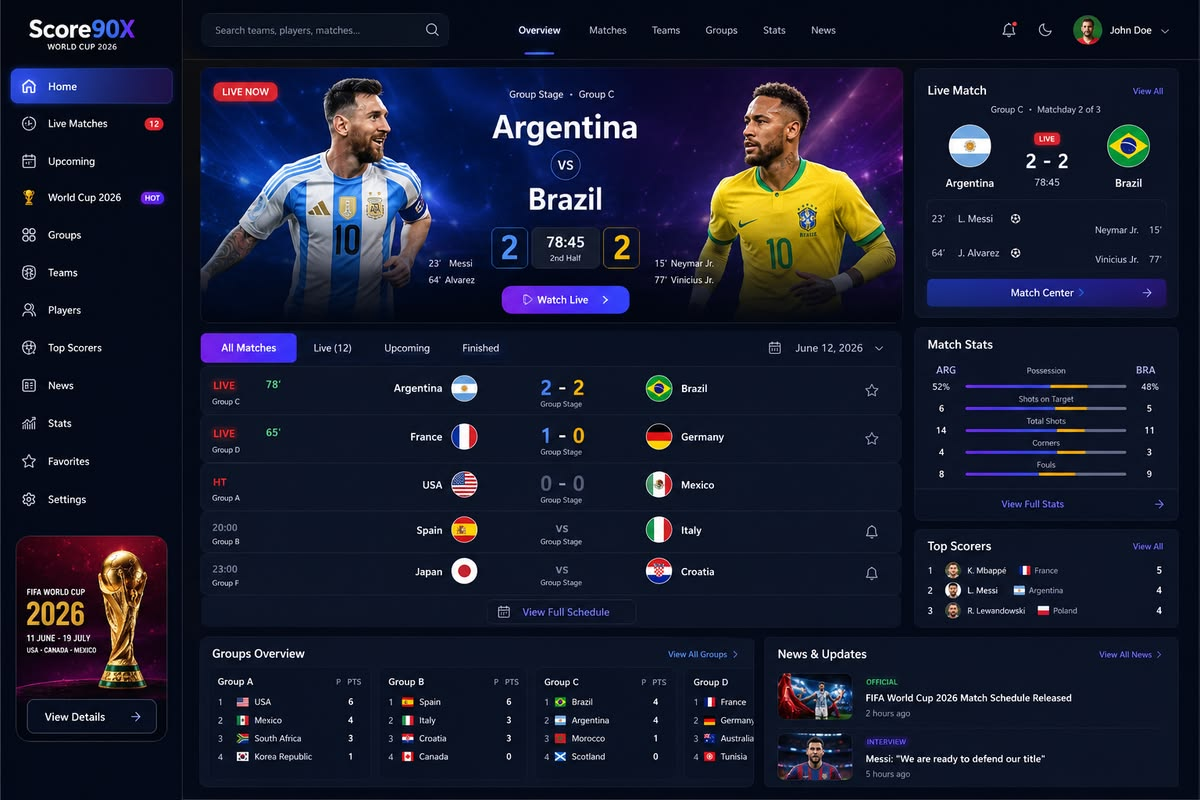 Score90X
WORLD CUP 2026
Search teams, players, matches...
Overview
Matches
Teams
Groups
Stats
News
John Doe
Home
Live Matches 12
Upcoming
World Cup 2026 HOT
Groups
Teams
Players
Top Scorers
News
Stats
Favorites
Settings
FIFA WORLD CUP
2026
11 JUNE - 19 JULY
USA - CANADA - MEXICO
View Details
LIVE NOW
Group Stage • Group C
Argentina
VS
Brazil
2 78:45 2
2nd Half
23' Messi
64' Alvarez
15' Neymar Jr.
77' Vinicius Jr.
Watch Live
10
10
BRASIL
Live Match View All
Group C • Matchday 2 of 3
LIVE
2 - 2
78:45
Argentina
Brazil
23' L. Messi
Neymar Jr. 15'
64' J. Alvarez
Vinicius Jr. 77'
Match Center
All Matches
Live (12)
Upcoming
Finished
June 12, 2026
LIVE 78' Argentina 2 - 2 Brazil
Group C Group Stage
LIVE 65' France 1 - 0 Germany
Group D Group Stage
HT USA 0 - 0 Mexico
Group A Group Stage
20:00 Spain VS Italy
Group B Group Stage
23:00 Japan VS Croatia
Group F Group Stage
View Full Schedule
Match Stats
ARG Possession BRA
52% 48%
Shots on Target
6 5
Total Shots
14 11
Corners
4 3
Fouls
8 9
View Full Stats
Top Scorers View All
1 K. Mbappé France 5
2 L. Messi Argentina 4
3 R. Lewandowski Poland 4
Groups Overview View All Groups
Group A P PTS
1 USA 6
2 Mexico 4
3 South Africa 3
4 Korea Republic 1
Group B P PTS
1 Spain 6
2 Italy 3
3 Croatia 3
4 Canada 0
Group C P PTS
1 Brazil 4
2 Argentina 4
3 Morocco 1
4 Scotland 0
Group D
1 France
2 Germany
3 Australia
4 Tunisia
News & Updates View All News
OFFICIAL
FIFA World Cup 2026 Match Schedule Released
2 hours ago
INTERVIEW
Messi: "We are ready to defend our title"
5 hours ago